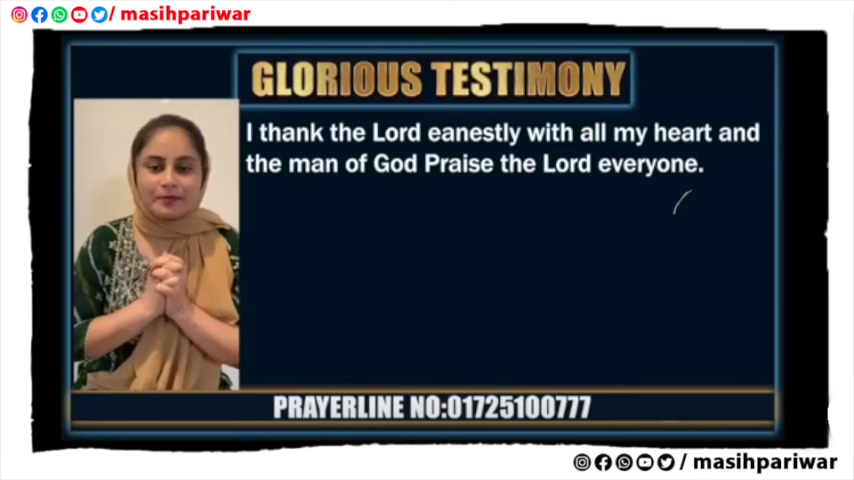 / masihpariwar
GLORIOUS TESTIMONY
I thank the Lord eanestly with all my heart and
the man of God Praise the Lord everyone.
PRAYERLINE NO:01725100777
/ masihpariwar